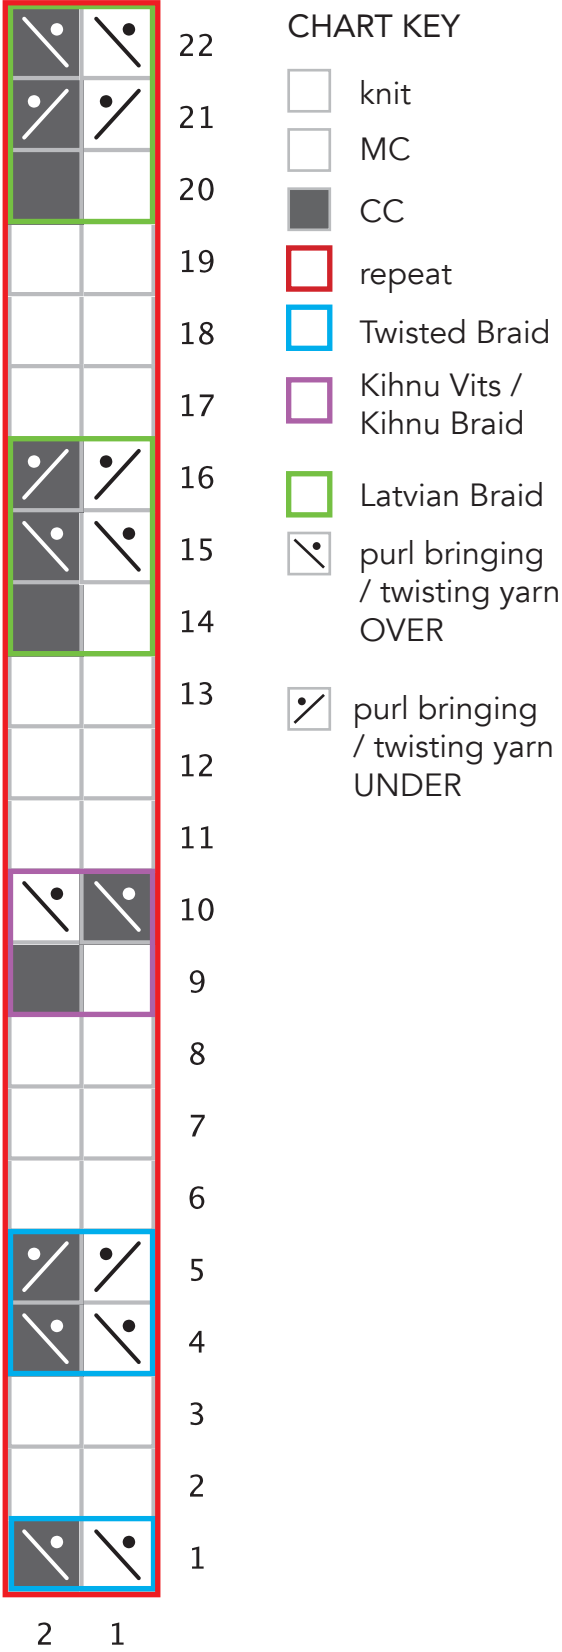 CHART KEY
knit
MC
CC
repeat
Twisted Braid
Kihnu Vits /
Kihnu Braid
Latvian Braid
purl bringing
/ twisting yarn
OVER
purl bringing
/ twisting yarn
UNDER
22
21
20
19
18
17
16
15
14
13
12
11
10
9
8
7
6
5
4
3
2
1
2 1